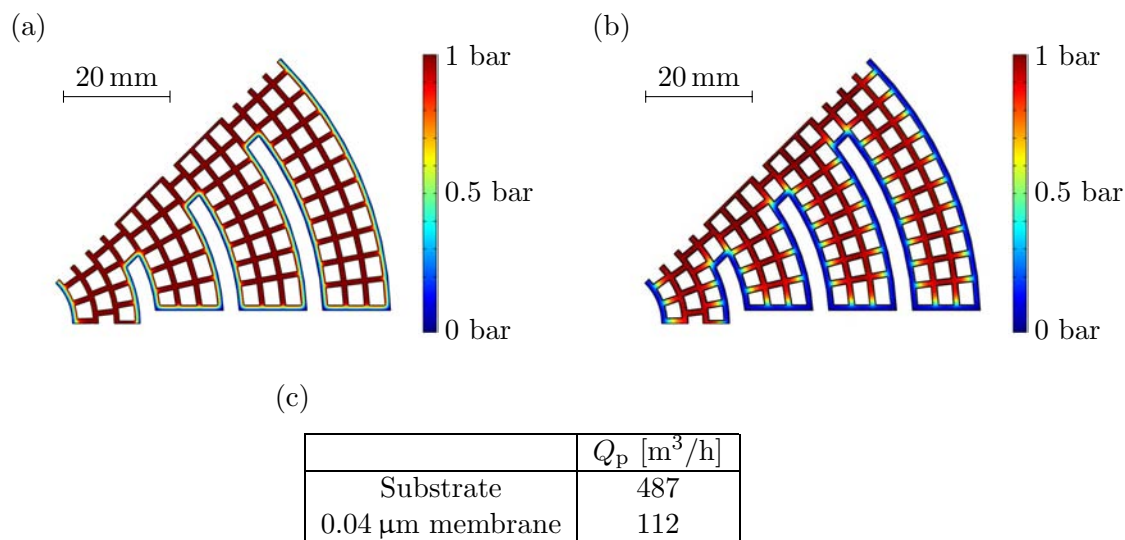 (a)
20 mm
1 bar
0.5 bar
0 bar
(b)
20 mm
1 bar
0.5 bar
0 bar
(c)
Qp [m³/h]
Substrate 487
0.04 µm membrane 112